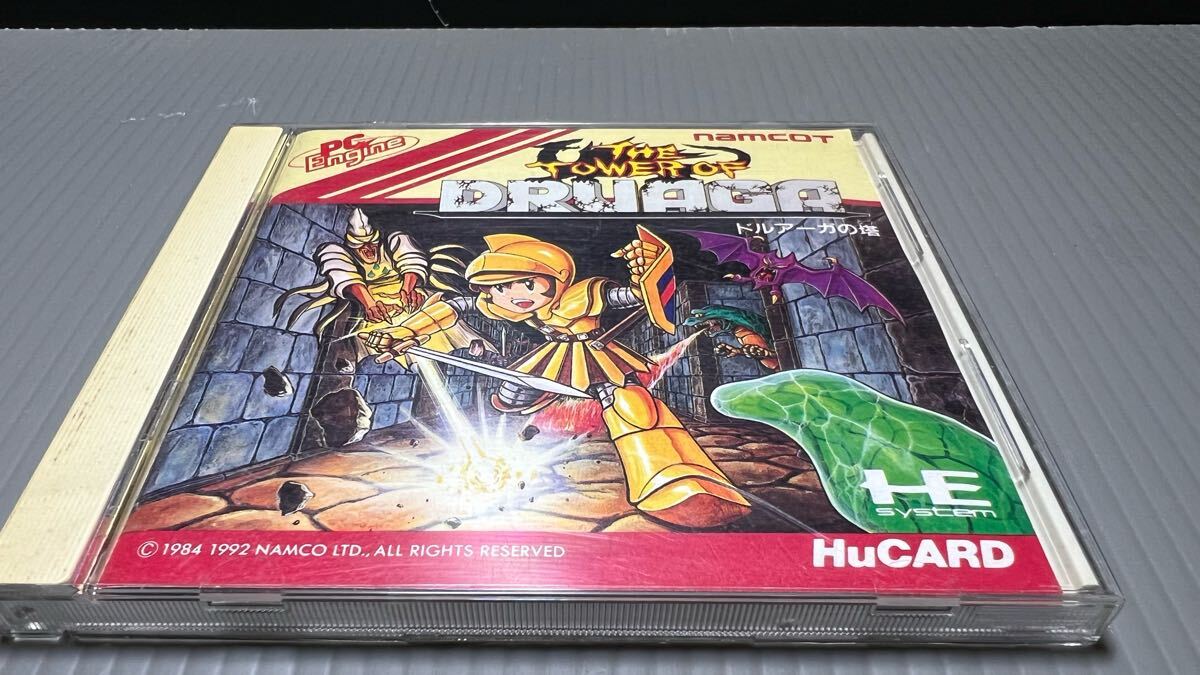 PC Engine
namcoT
THE
TOWER OF
DRUAGA
ドルアーガの塔
HE
SYSTEM
© 1984 1992 NAMCO LTD., ALL RIGHTS RESERVED
HuCARD